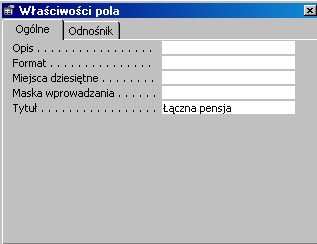 Właściwości pola
Ogólne Odnośnik
Opis . . . . . . . . . . . . . . . . .
Format . . . . . . . . . . . . . . .
Miejsca dziesiętne . . . . . . . .
Maska wprowadzania . . . . . .
Tytuł . . . . . . . . . . . . . . . . . Łączna pensja